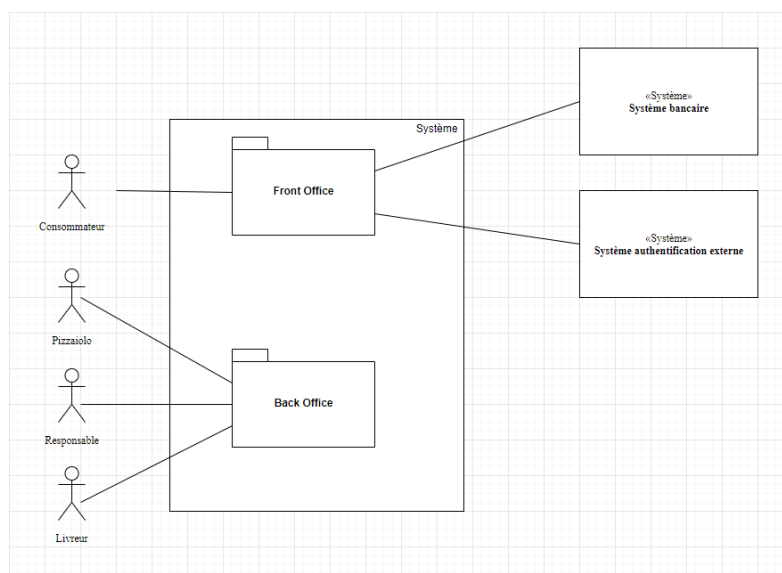 «Système»
Système bancaire
Système
Front Office
Consommateur
«Système»
Système authentification externe
Pizzaiolo
Back Office
Responsable
Livreur